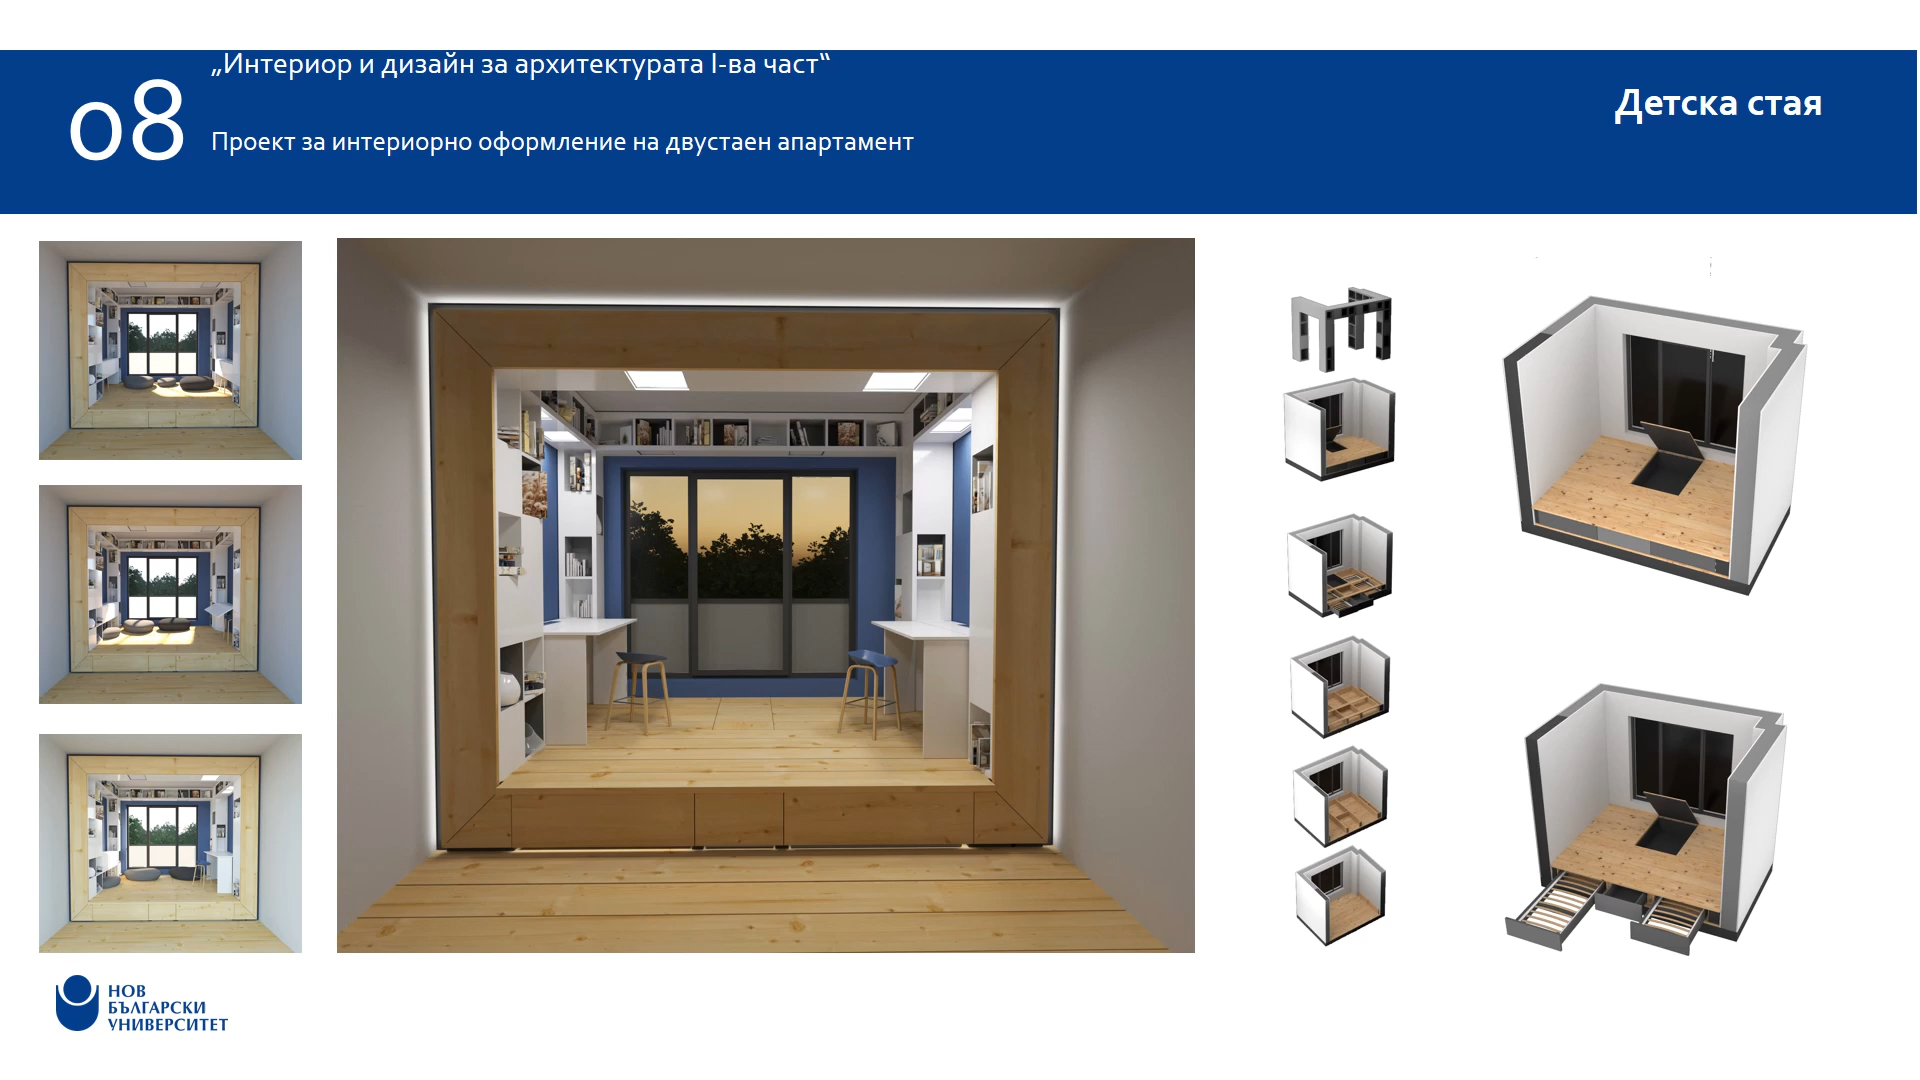 „Интериор и дизайн за архитектурата I-ва част“
08
Проект за интериорно оформление на двустаен апартамент
Детска стая
НОВ
БЪЛГАРСКИ
УНИВЕРСИТЕТ